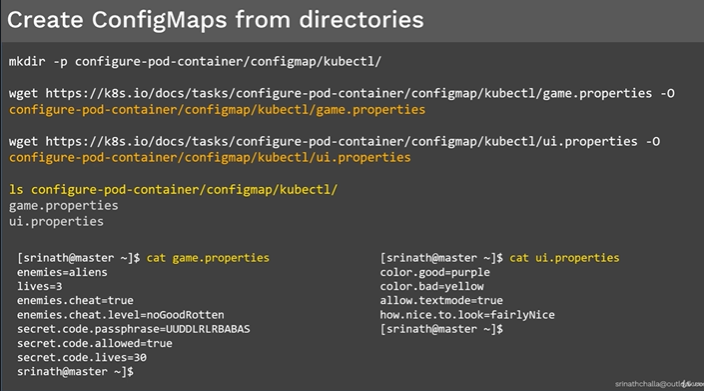 Create ConfigMaps from directories
mkdir -p configure-pod-container/configmap/kubectl/
wget https://k8s.io/docs/tasks/configure-pod-container/configmap/kubectl/game.properties -O
configure-pod-container/configmap/kubectl/game.properties
wget https://k8s.io/docs/tasks/configure-pod-container/configmap/kubectl/ui.properties -O
configure-pod-container/configmap/kubectl/ui.properties
ls configure-pod-container/configmap/kubectl/
game.properties
ui.properties
[srinath@master ~]$ cat game.properties
enemies=aliens
lives=3
enemies.cheat=true
enemies.cheat.level=noGoodRotten
secret.code.passphrase=UUDDLRLRBABAS
secret.code.allowed=true
secret.code.lives=30
srinath@master ~]$
[srinath@master ~]$ cat ui.properties
color.good=purple
color.bad=yellow
allow.textmode=true
how.nice.to.look=fairlyNice
[srinath@master ~]$